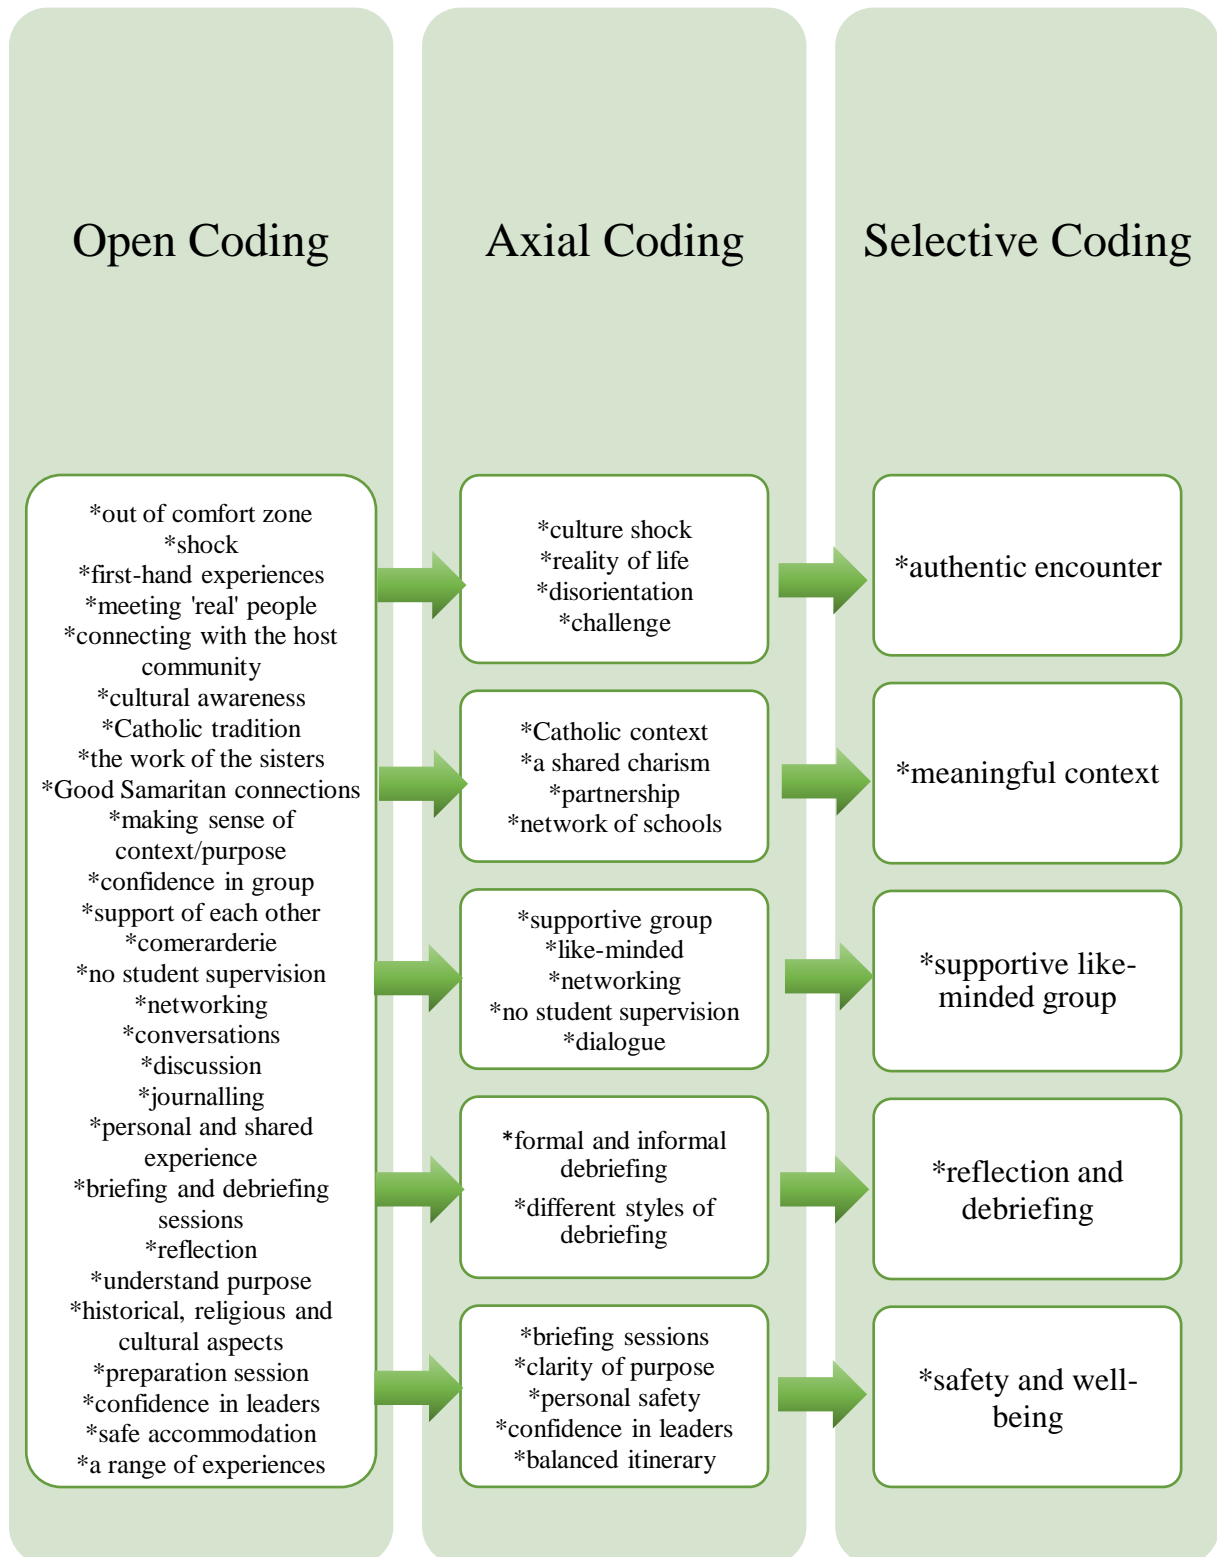 Open Coding
*out of comfort zone
*shock
*first-hand experiences
*meeting 'real' people
*connecting with the host
community
*cultural awareness
*Catholic tradition
*the work of the sisters
*Good Samaritan connections
*making sense of
context/purpose
*confidence in group
*support of each other
*comerarderie
*no student supervision
*networking
*conversations
*discussion
*journalling
*personal and shared
experience
*briefing and debriefing
sessions
*reflection
*understand purpose
*historical, religious and
cultural aspects
*preparation session
*confidence in leaders
*safe accommodation
*a range of experiences
Axial Coding
*culture shock
*reality of life
*disorientation
*challenge
*Catholic context
*a shared charism
*partnership
*network of schools
*supportive group
*like-minded
*networking
*no student supervision
*dialogue
*formal and informal
debriefing
*different styles of
debriefing
*briefing sessions
*clarity of purpose
*personal safety
*confidence in leaders
*balanced itinerary
Selective Coding
*authentic encounter
*meaningful context
*supportive like-
minded group
*reflection and
debriefing
*safety and well-
being